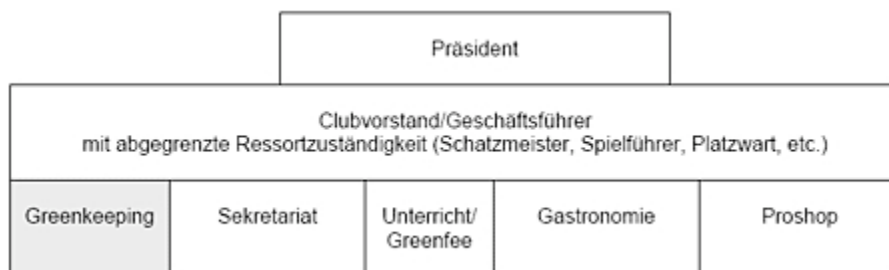 Präsident
Clubvorstand/Geschäftsführer
mit abgegrenzte Ressortzuständigkeit (Schatzmeister, Spielführer, Platzwart, etc.)
Greenkeeping
Sekretariat
Unterricht/
Greenfee
Gastronomie
Proshop